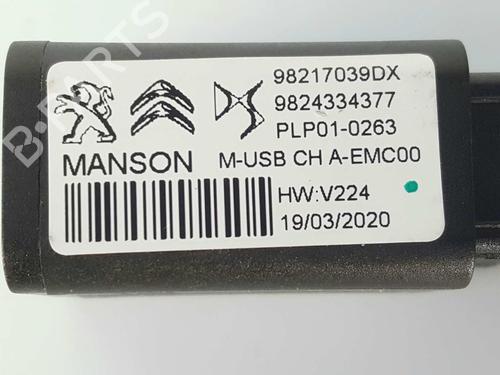 98217039DX
9824334377
PLP01-0263
MANSON M-USB CH A-EMC00
HW:V224
19/03/2020
B-PARTS